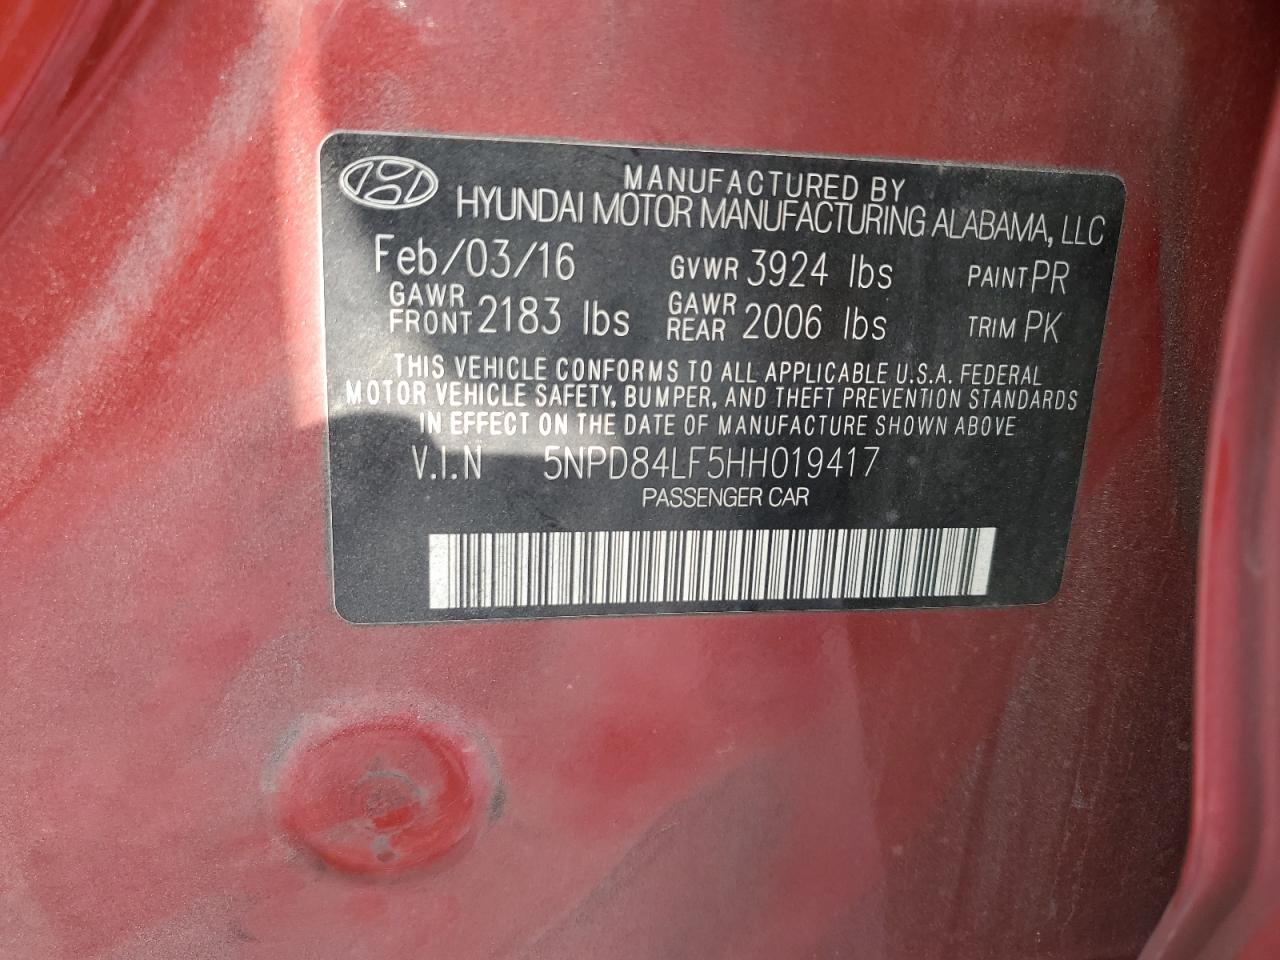 MANUFACTURED BY
HYUNDAI MOTOR MANUFACTURING ALABAMA, LLC
Feb/03/16 GVWR 3924 lbs PAINT PR
GAWR FRONT 2183 lbs GAWR REAR 2006 lbs TRIM PK
THIS VEHICLE CONFORMS TO ALL APPLICABLE U.S.A. FEDERAL
MOTOR VEHICLE SAFETY, BUMPER, AND THEFT PREVENTION STANDARDS
IN EFFECT ON THE DATE OF MANUFACTURE SHOWN ABOVE
V.I.N 5NPD84LF5HH019417
PASSENGER CAR